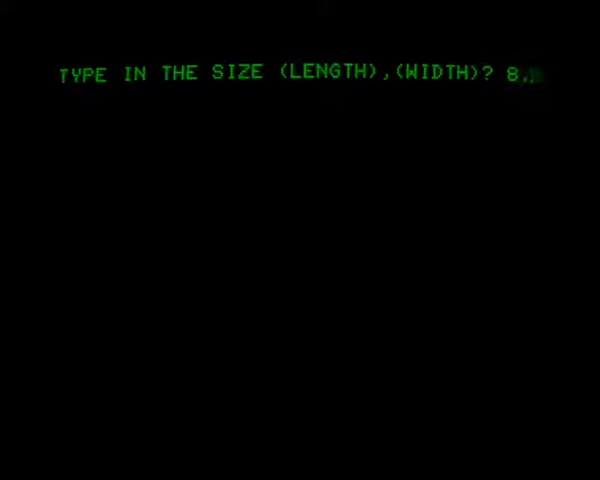 TYPE IN THE SIZE (LENGTH),(WIDTH)? 8,